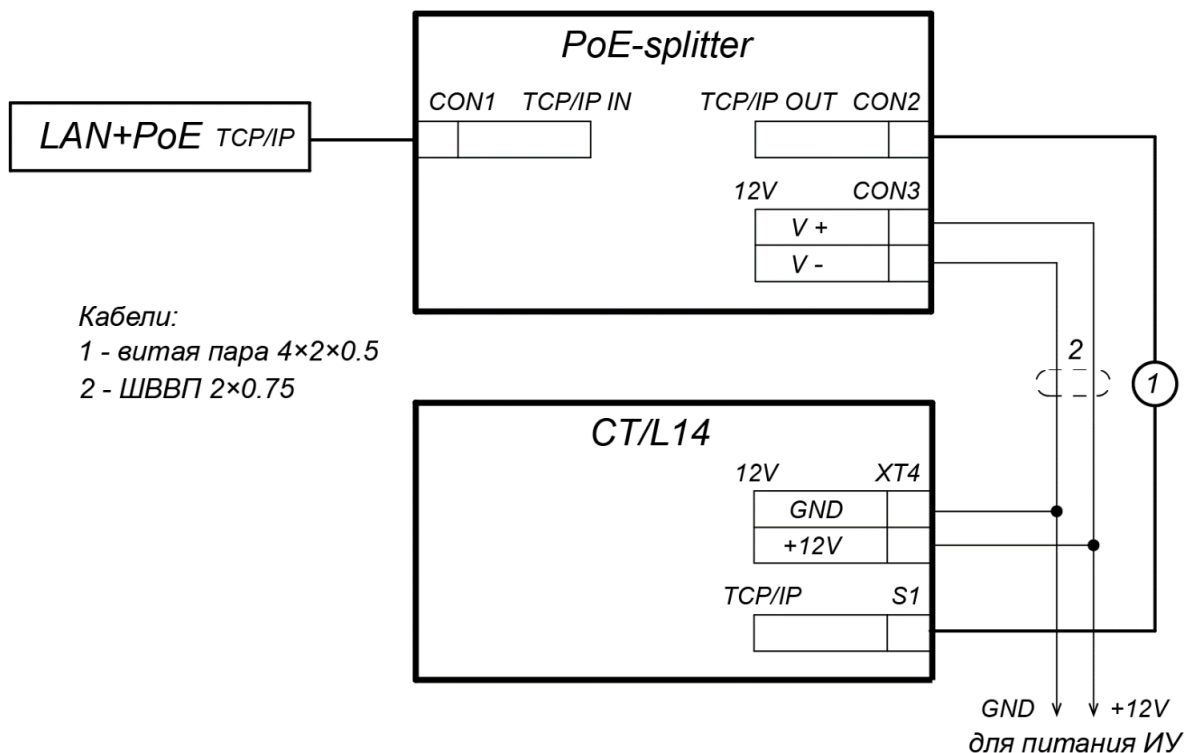 PoE-splitter
CON1 TCP/IP IN TCP/IP OUT CON2
LAN+PoE TCP/IP
12V CON3
V +
V -
Кабели:
1 - витая пара 4×2×0.5
2 - ШВВП 2×0.75
2
1
CT/L14
12V XT4
GND
+12V
TCP/IP S1
GND +12V
для питания ИУ